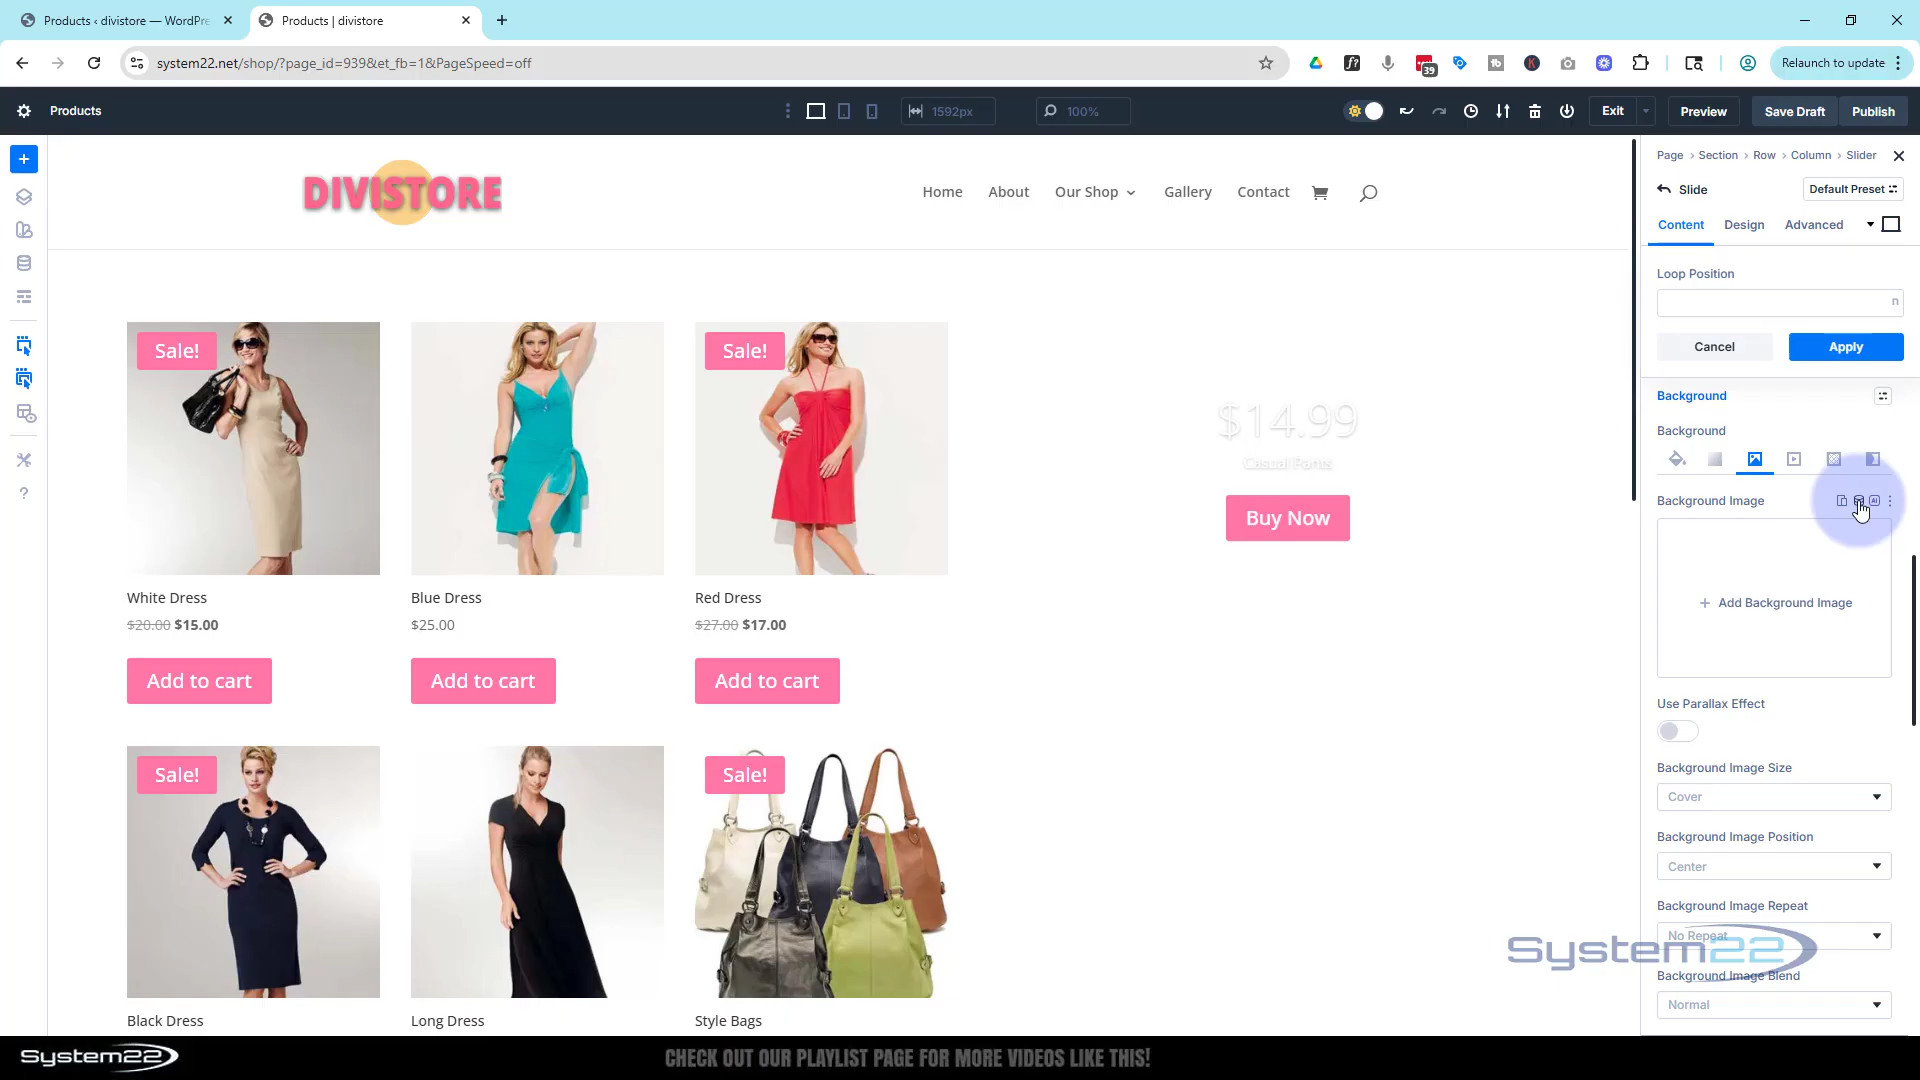 Products ‹ divistore — WordPre
Products | divistore
system22.net/shop/?page_id=939&et_fb=1&PageSpeed=off
39
Relaunch to update
Products
1592px
100%
Exit
Preview
Save Draft
Publish
DIVISTORE
Home
About
Our Shop
Gallery
Contact
Page > Section > Row > Column > Slider
Slide
Default Preset
Content
Design
Advanced
Loop Position
n
Cancel
Apply
Background
Background
Background Image
AI
+ Add Background Image
Use Parallax Effect
Background Image Size
Cover
Background Image Position
Center
Background Image Repeat
No Repeat
Background Image Blend
Normal
Sale!
Sale!
White Dress
$20.00 $15.00
Blue Dress
$25.00
Red Dress
$27.00 $17.00
Add to cart
Add to cart
Add to cart
$14.99
Casual Pants
Buy Now
Sale!
Sale!
Black Dress
Long Dress
Style Bags
System22
System22
CHECK OUT OUR PLAYLIST PAGE FOR MORE VIDEOS LIKE THIS!